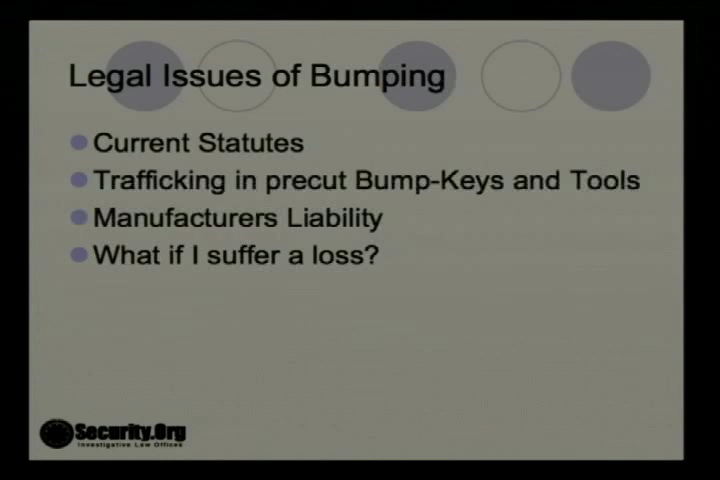 Legal Issues of Bumping
Current Statutes
Trafficking in precut Bump-Keys and Tools
Manufacturers Liability
What if I suffer a loss?
Security.Org
Investigative Law Offices